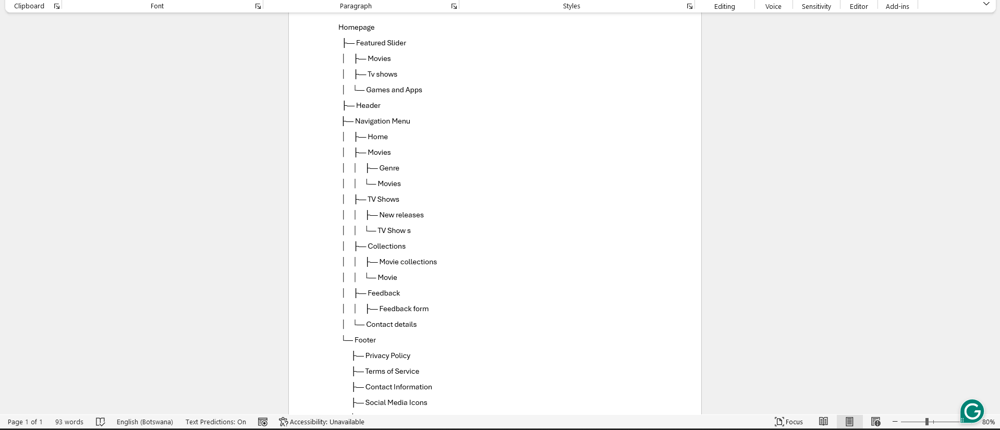 Clipboard Font Paragraph Styles Editing Voice Sensitivity Editor Add-ins
Homepage
├── Featured Slider
│ ├── Movies
│ ├── Tv shows
│ └── Games and Apps
├── Header
├── Navigation Menu
│ ├── Home
│ ├── Movies
│ │ ├── Genre
│ │ └── Movies
│ ├── TV Shows
│ │ ├── New releases
│ │ └── TV Show s
│ ├── Collections
│ │ ├── Movie collections
│ │ └── Movie
│ ├── Feedback
│ │ ├── Feedback form
│ └── Contact details
└── Footer
├── Privacy Policy
├── Terms of Service
├── Contact Information
├── Social Media Icons
Page 1 of 1 93 words English (Botswana) Text Predictions: On Accessibility: Unavailable Focus 80%